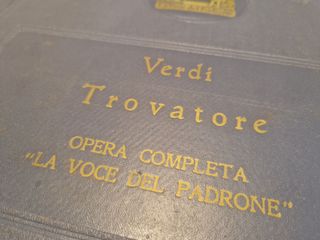 Verdi
Trovatore
OPERA COMPLETA
"LA VOCE DEL PADRONE"